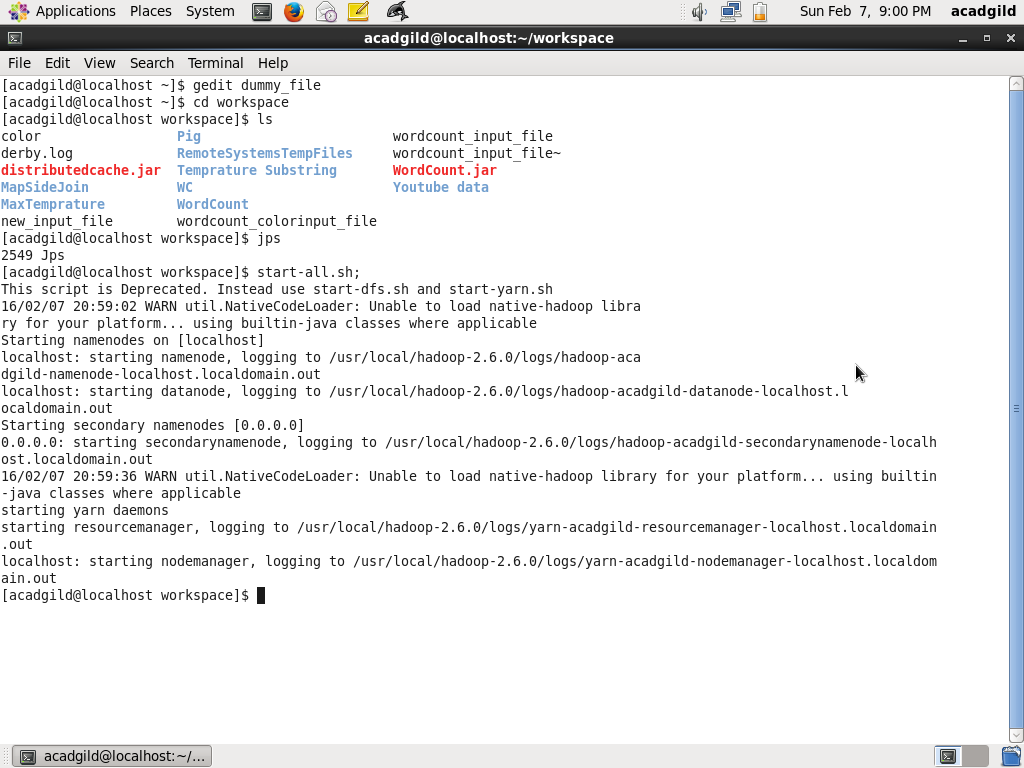 Applications Places System Sun Feb 7, 9:00 PM acadgild
acadgild@localhost:~/workspace
File Edit View Search Terminal Help
[acadgild@localhost ~]$ gedit dummy_file
[acadgild@localhost ~]$ cd workspace
[acadgild@localhost workspace]$ ls
color Pig wordcount_input_file
derby.log RemoteSystemsTempFiles wordcount_input_file~
distributedcache.jar Temprature Substring WordCount.jar
MapSideJoin WC Youtube data
MaxTemprature WordCount
new_input_file wordcount_colorinput_file
[acadgild@localhost workspace]$ jps
2549 Jps
[acadgild@localhost workspace]$ start-all.sh;
This script is Deprecated. Instead use start-dfs.sh and start-yarn.sh
16/02/07 20:59:02 WARN util.NativeCodeLoader: Unable to load native-hadoop libra
ry for your platform... using builtin-java classes where applicable
Starting namenodes on [localhost]
localhost: starting namenode, logging to /usr/local/hadoop-2.6.0/logs/hadoop-aca
dgild-namenode-localhost.localdomain.out
localhost: starting datanode, logging to /usr/local/hadoop-2.6.0/logs/hadoop-acadgild-datanode-localhost.l
ocaldomain.out
Starting secondary namenodes [0.0.0.0]
0.0.0.0: starting secondarynamenode, logging to /usr/local/hadoop-2.6.0/logs/hadoop-acadgild-secondarynamenode-localh
ost.localdomain.out
16/02/07 20:59:36 WARN util.NativeCodeLoader: Unable to load native-hadoop library for your platform... using builtin
-java classes where applicable
starting yarn daemons
starting resourcemanager, logging to /usr/local/hadoop-2.6.0/logs/yarn-acadgild-resourcemanager-localhost.localdomain
.out
localhost: starting nodemanager, logging to /usr/local/hadoop-2.6.0/logs/yarn-acadgild-nodemanager-localhost.localdom
ain.out
[acadgild@localhost workspace]$
acadgild@localhost:~/...